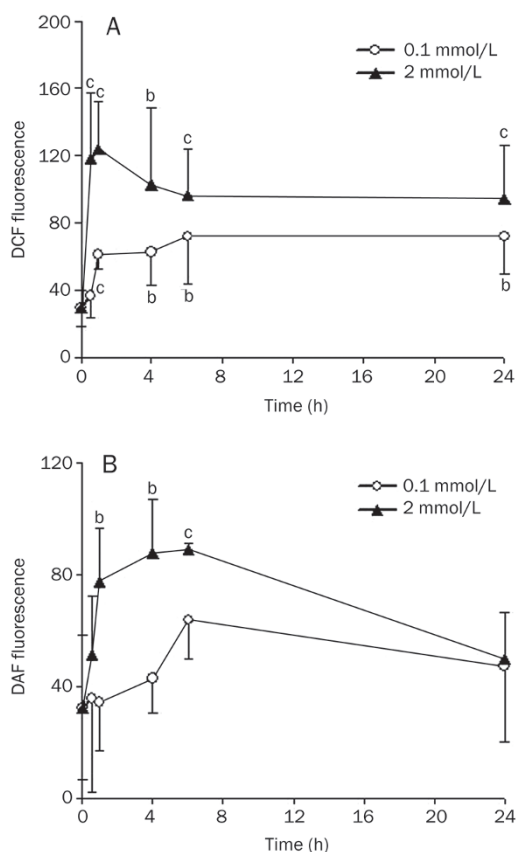 A
0.1 mmol/L
2 mmol/L
200
160
120
80
40
0
DCF fluorescence
c c b c c
c b b b
0 4 8 12 16 20 24
Time (h)
B
0.1 mmol/L
2 mmol/L
120
80
40
0
DAF fluorescence
b b c
0 4 8 12 16 20 24
Time (h)